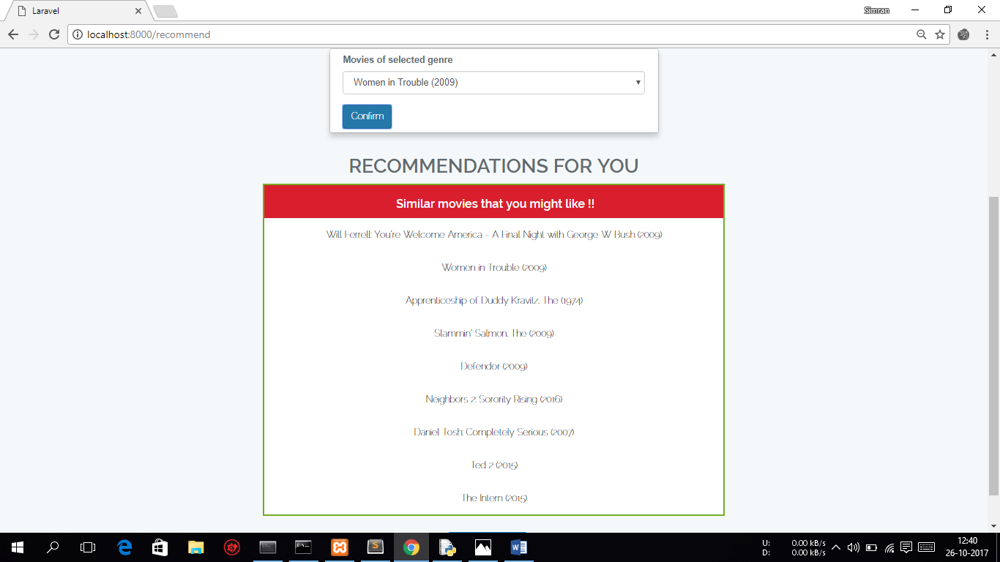 Laravel
Simran
localhost:8000/recommend
Movies of selected genre
Women in Trouble (2009)
Confirm
RECOMMENDATIONS FOR YOU
Similar movies that you might like !!
Will Ferrell: You're Welcome America - A Final Night with George W Bush (2009)
Women in Trouble (2009)
Apprenticeship of Duddy Kravitz, The (1974)
Slammin' Salmon, The (2009)
Defendor (2009)
Neighbors 2: Sorority Rising (2016)
Daniel Tosh: Completely Serious (2007)
Ted 2 (2015)
The Intern (2015)
U: 0.00 kB/s
D: 0.00 kB/s
12:40
26-10-2017